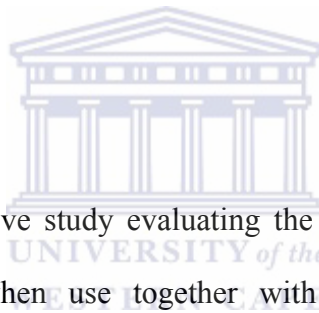 ve study evaluating the
UNIVERSITY of the
hen use together with
WESTERN CAPE